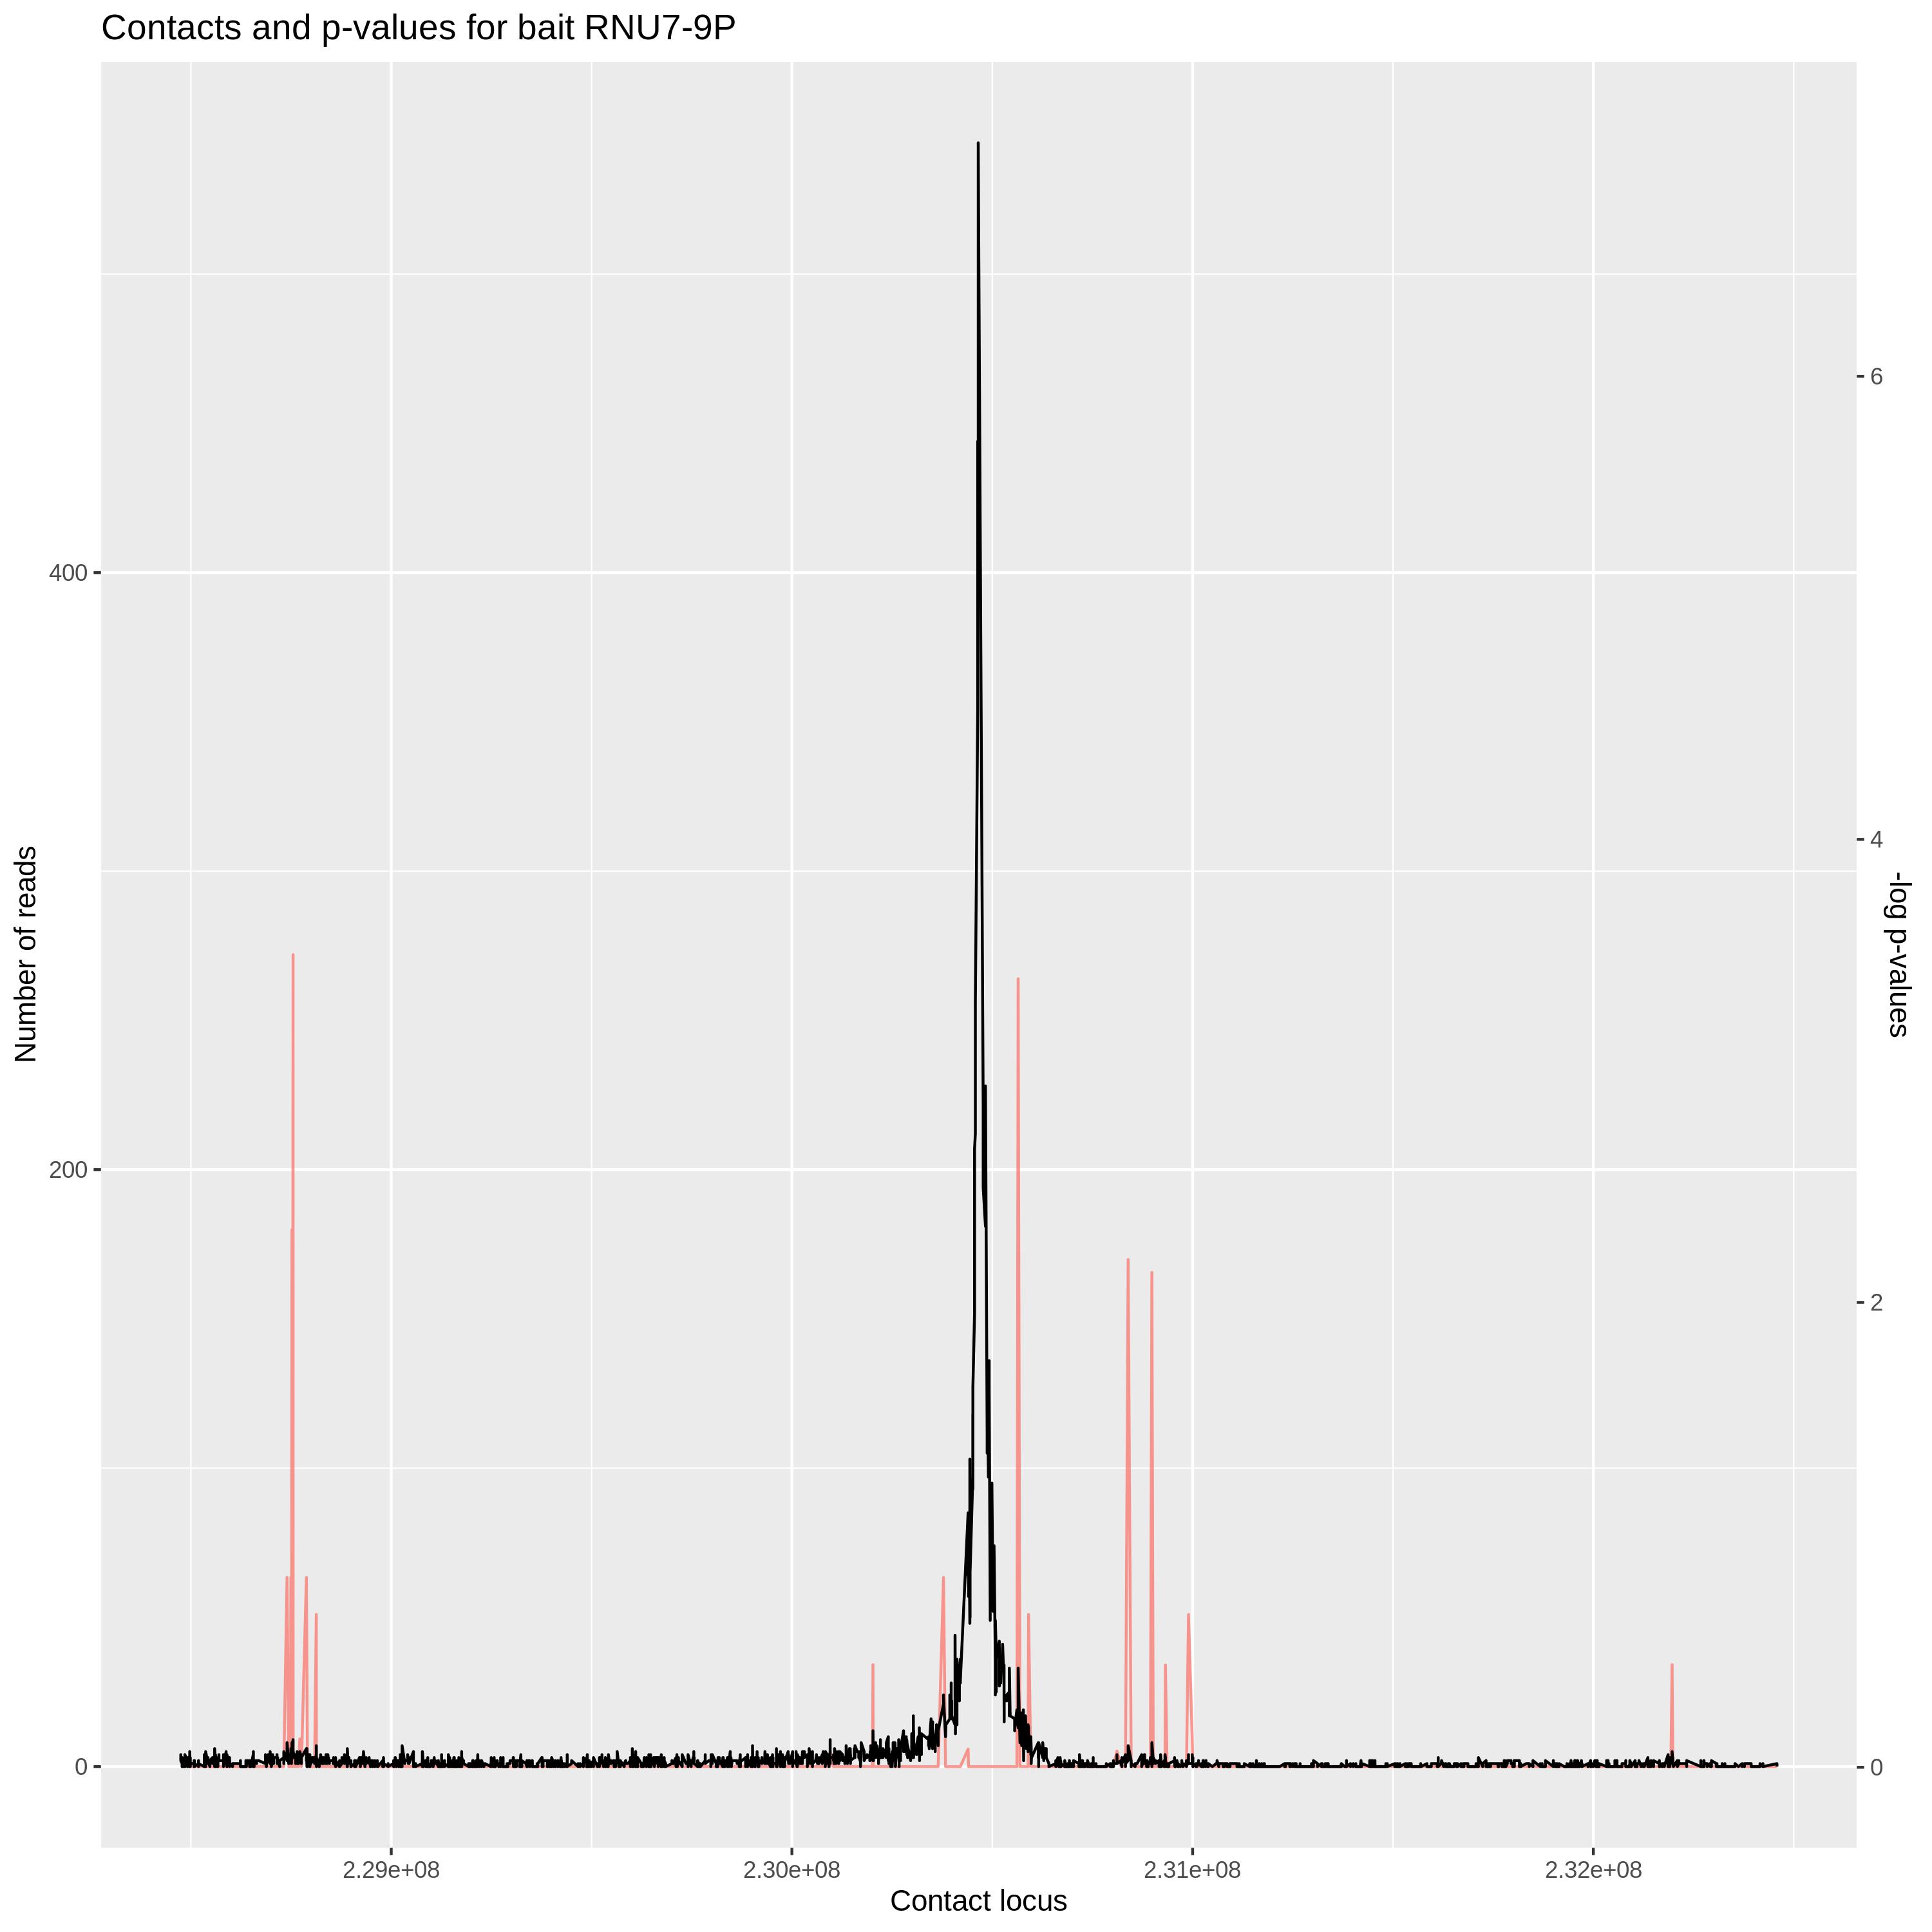 Contacts and p-values for bait RNU7-9P
Number of reads
400
200
0
6
4
2
0
-log p-values
2.29e+08
2.30e+08
2.31e+08
2.32e+08
Contact locus